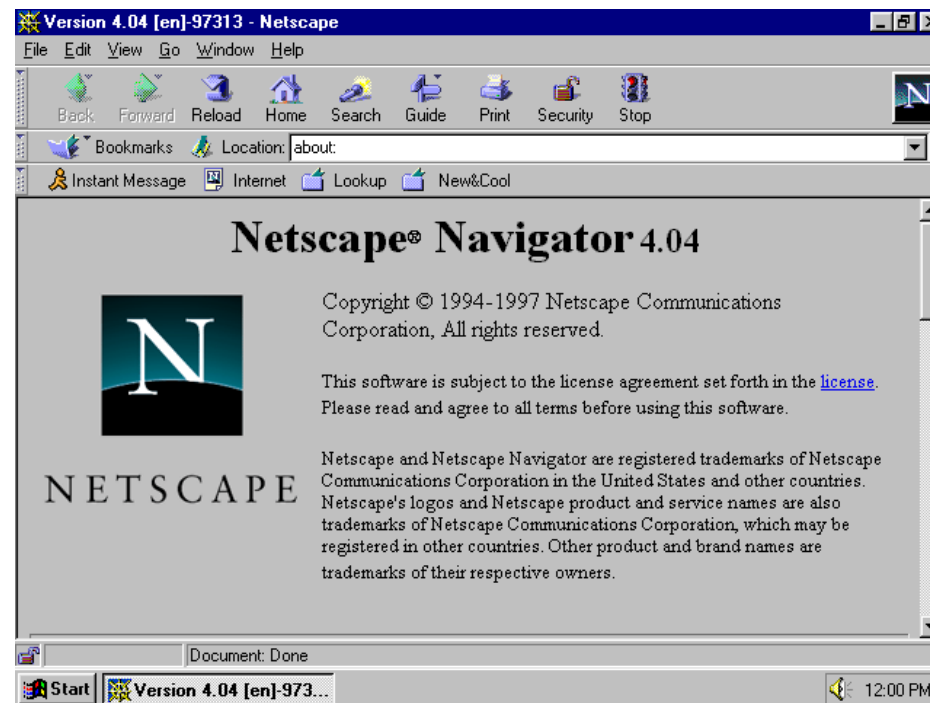 Version 4.04 [en]-97313 - Netscape
File Edit View Go Window Help
Back Forward Reload Home Search Guide Print Security Stop
N
Bookmarks Location: about:
Instant Message Internet Lookup New&Cool
Netscape® Navigator 4.04
N
NETSCAPE
Copyright © 1994-1997 Netscape Communications
Corporation, All rights reserved.
This software is subject to the license agreement set forth in the license.
Please read and agree to all terms before using this software.
Netscape and Netscape Navigator are registered trademarks of Netscape
Communications Corporation in the United States and other countries.
Netscape's logos and Netscape product and service names are also
trademarks of Netscape Communications Corporation, which may be
registered in other countries. Other product and brand names are
trademarks of their respective owners.
Document: Done
Start Version 4.04 [en]-973... 12:00 PM